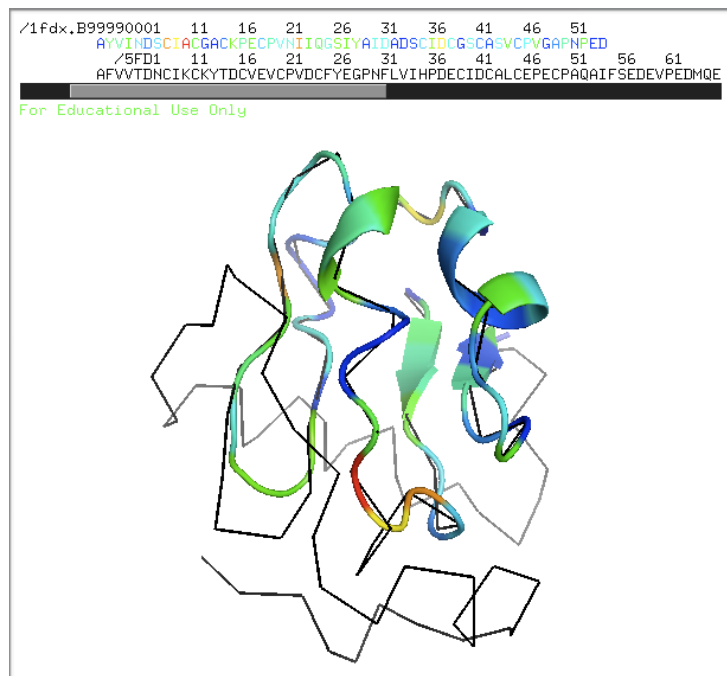 /1fdx.B99990001 11 16 21 26 31 36 41 46 51
AYVINDSCIACGACKPECPVNIIQGSIYAIDADSCIDCGSCASVCPVGAPNPED
/5FD1 6 11 16 21 26 31 36 41 46 51 56 61
AFVVTDNCIKCKYTDCVEVCPVDCFYEGPNFLVIHPDECIDCALCEPECPAQAIFSEDEVPEDMQE
For Educational Use Only